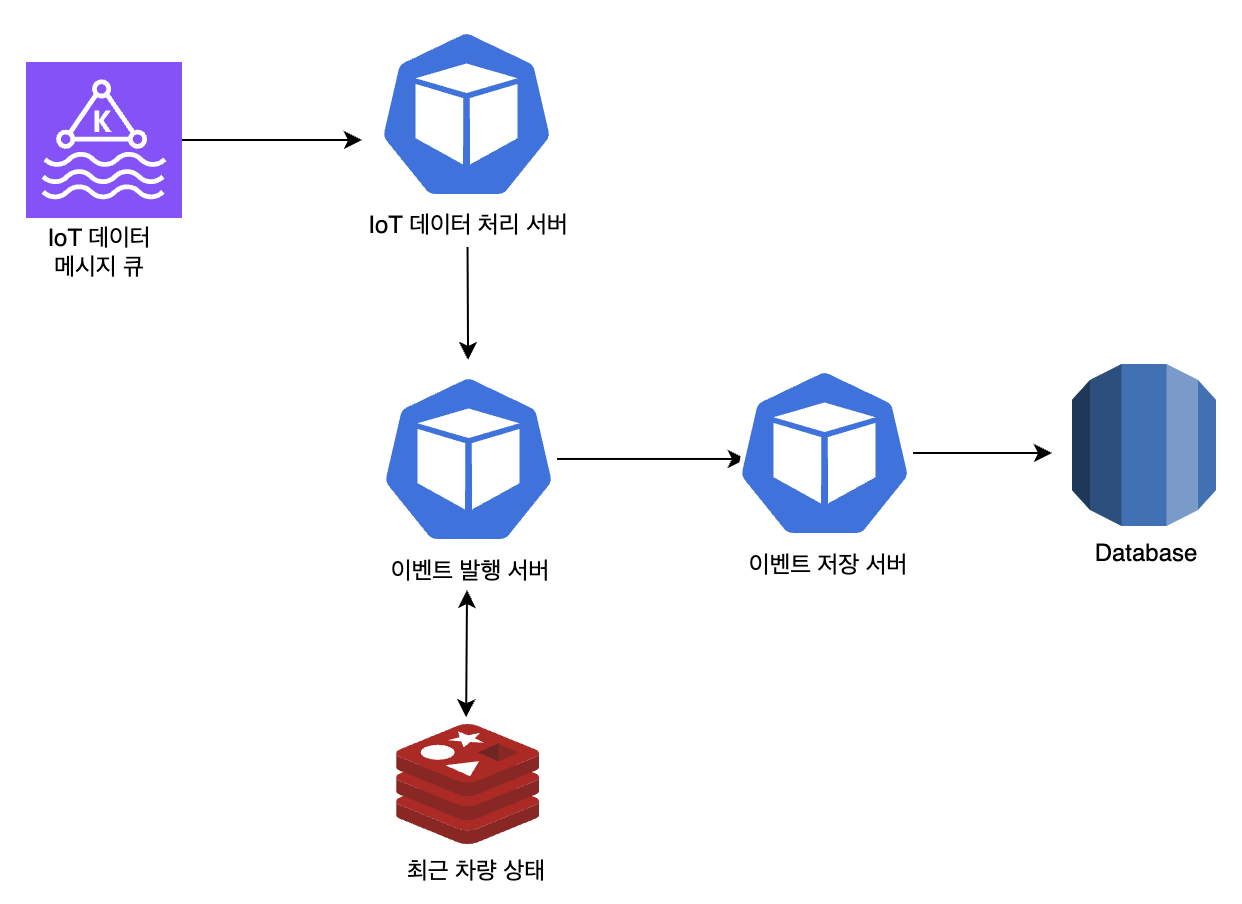 K
IoT 데이터
메시지 큐
IoT 데이터 처리 서버
이벤트 발행 서버
이벤트 저장 서버
Database
최근 차량 상태